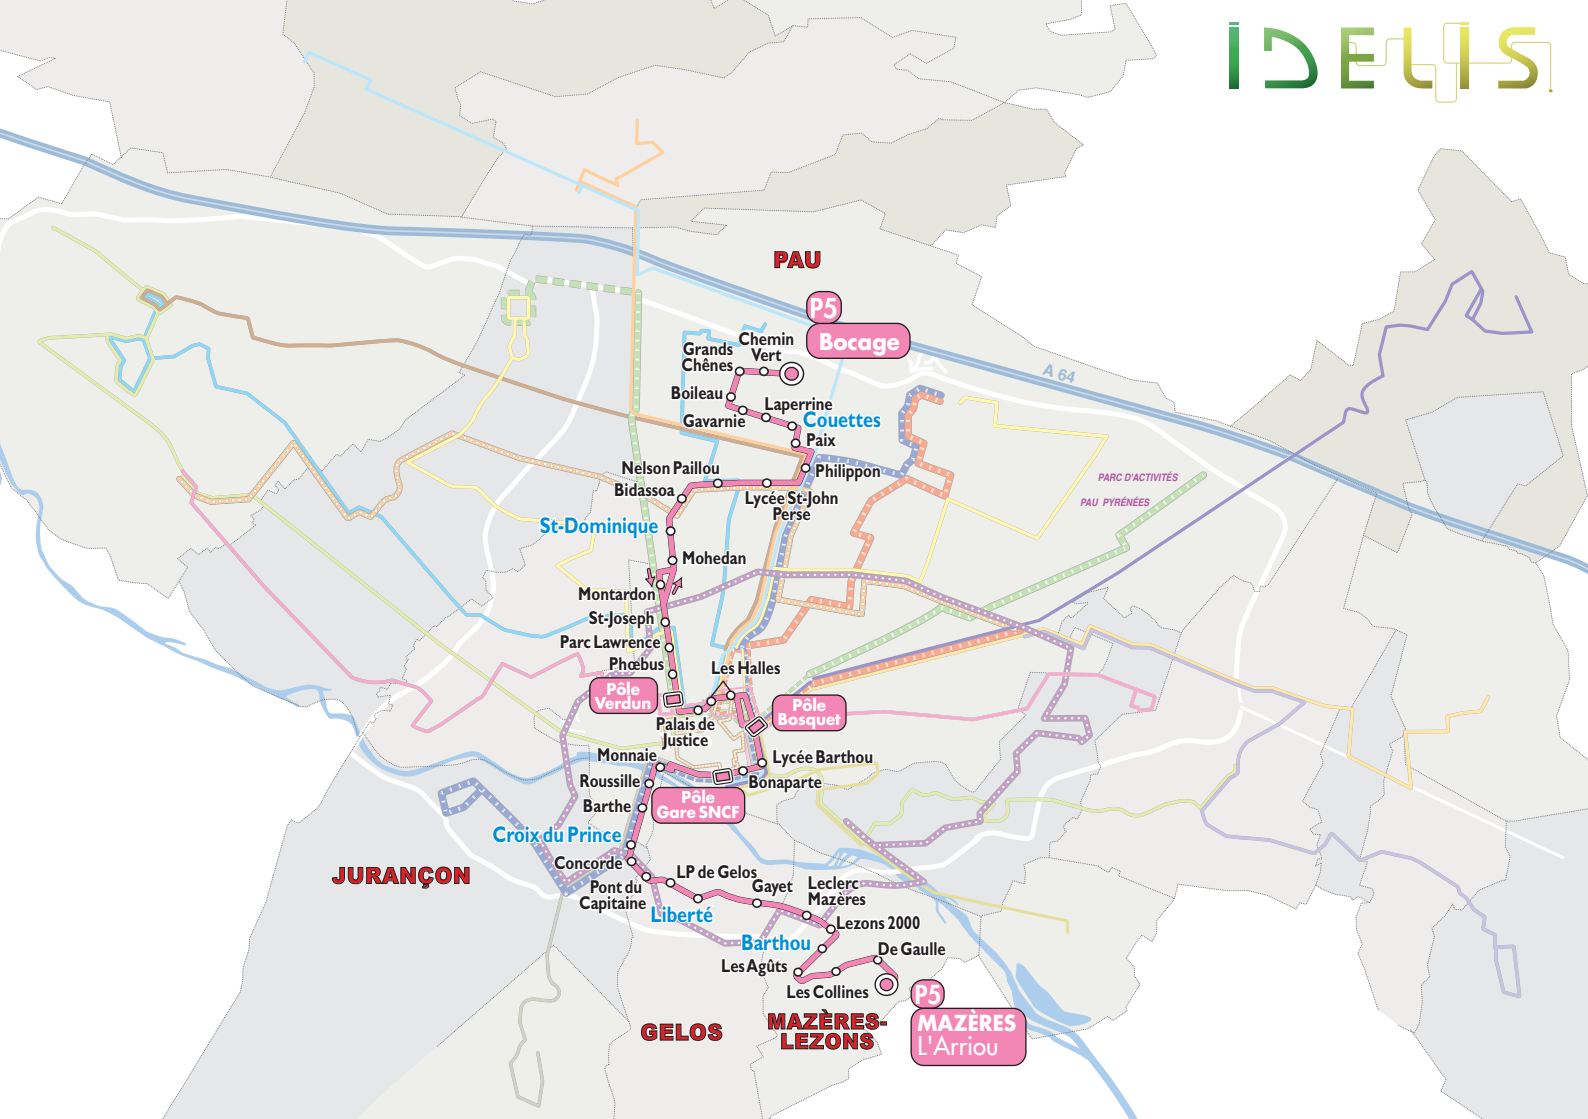 IDELIS
PAU
P5
Bocage
Chemin
Vert
Grands
Chênes
Boileau
Laperrine
Gavarnie
Couettes
Paix
A 64
Nelson Paillou
Philippon
Bidassoa
Lycée St-John
Perse
PARC D'ACTIVITÉS
PAU PYRÉNÉES
St-Dominique
Mohedan
Montardon
St-Joseph
Parc Lawrence
Phœbus
Les Halles
Pôle
Verdun
Pôle
Bosquet
Palais de
Justice
Monnaie
Lycée Barthou
Roussille
Bonaparte
Barthe
Pôle
Gare SNCF
Croix du Prince
Concorde
JURANÇON
LP de Gelos
Pont du
Capitaine
Gayet
Leclerc
Mazères
Liberté
Lezons 2000
Barthou
De Gaulle
Les Agûts
Les Collines
P5
MAZÈRES
L'Arriou
GELOS
MAZÈRES-
LEZONS